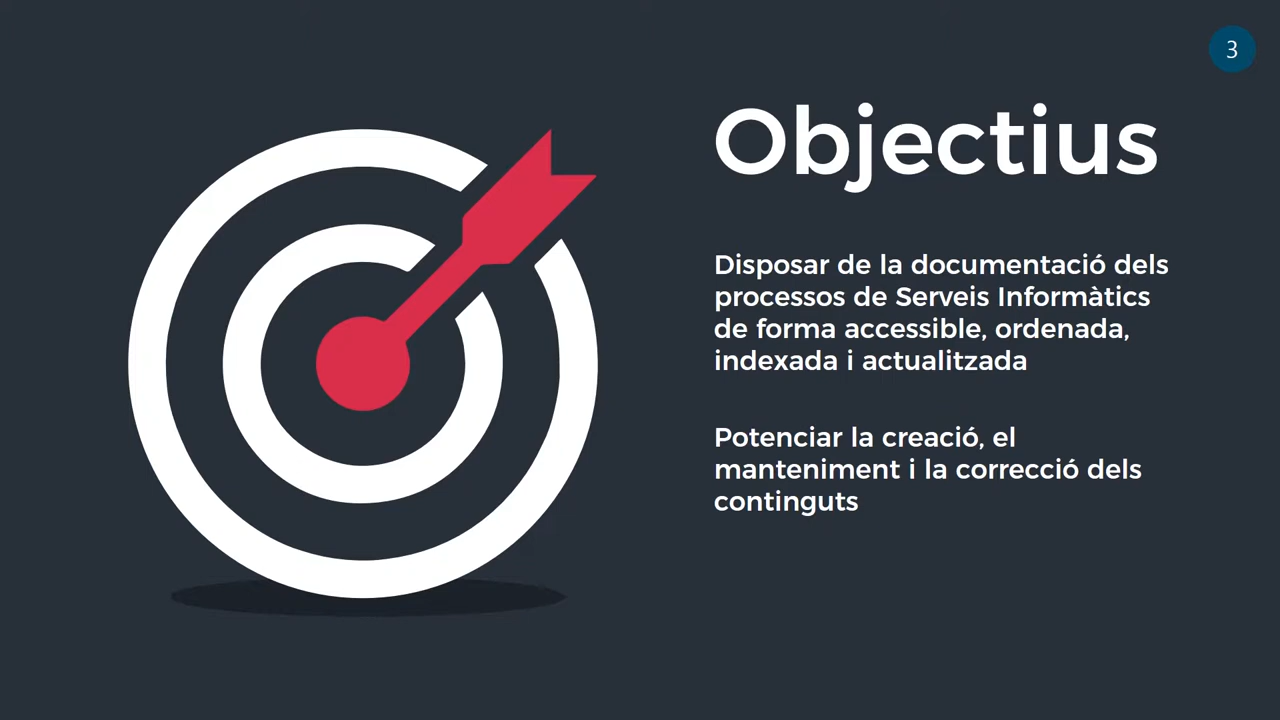 3
Objectius
Disposar de la documentació dels
processos de Serveis Informàtics
de forma accessible, ordenada,
indexada i actualitzada
Potenciar la creació, el
manteniment i la correcció dels
continguts